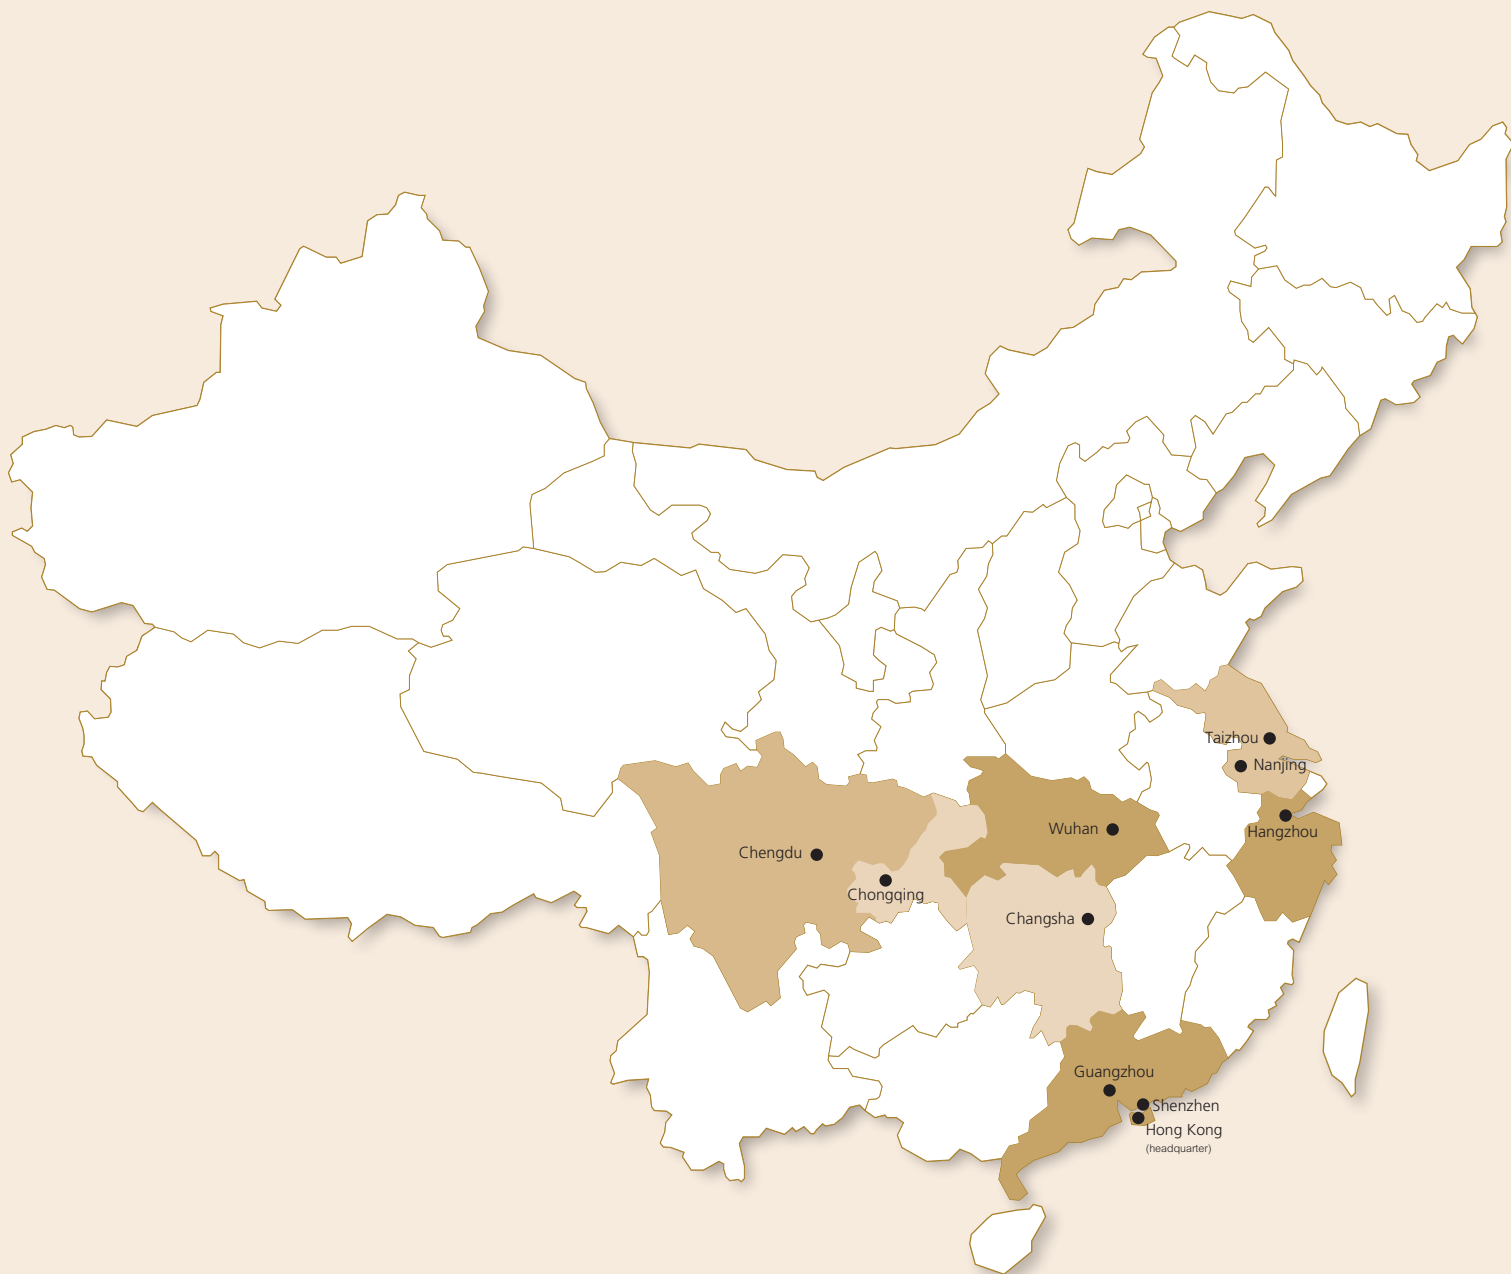 Taizhou
Nanjing
Wuhan
Hangzhou
Chengdu
Chongqing
Changsha
Guangzhou
Shenzhen
Hong Kong
(headquarter)